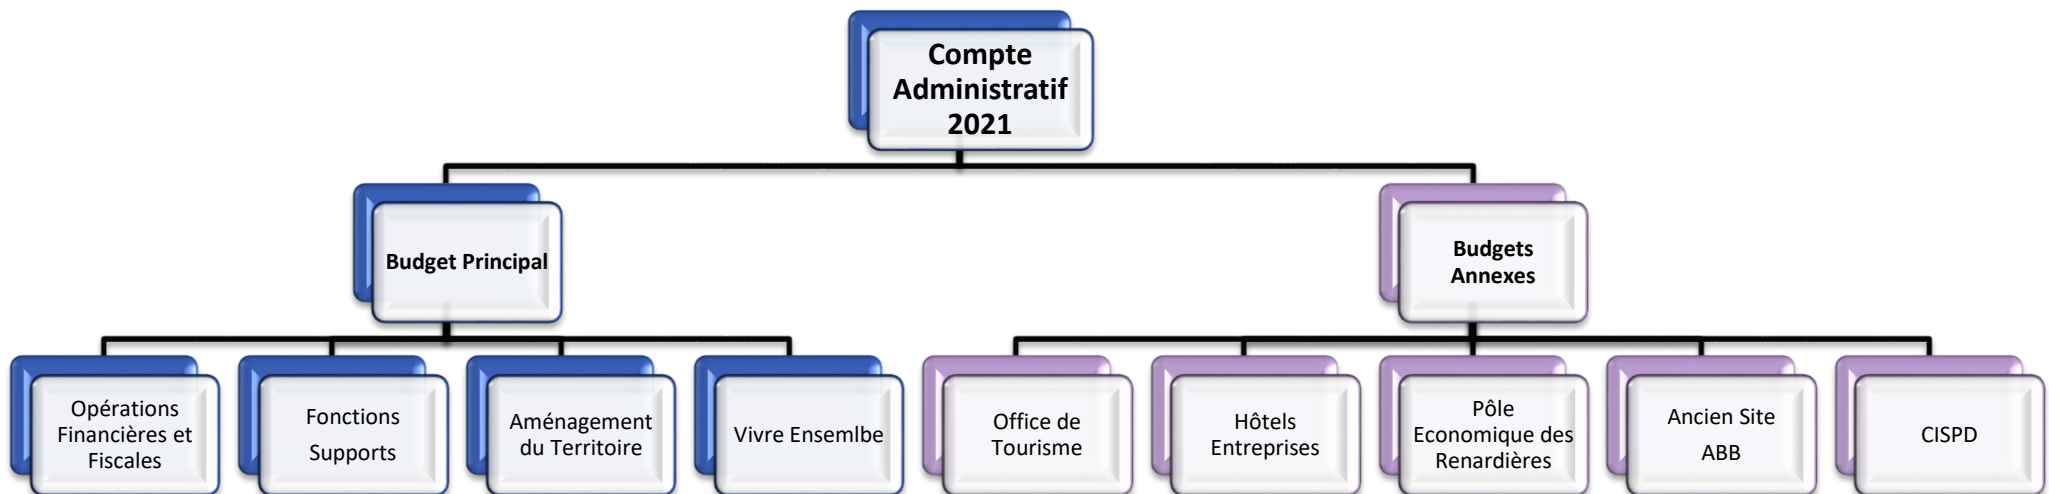 Compte
Administratif
2021
Budget Principal
Budgets
Annexes
Opérations
Financières et
Fiscales
Fonctions
Supports
Aménagement
du Territoire
Vivre Ensemlbe
Office de
Tourisme
Hôtels
Entreprises
Pôle
Economique des
Renardières
Ancien Site
ABB
CISPD